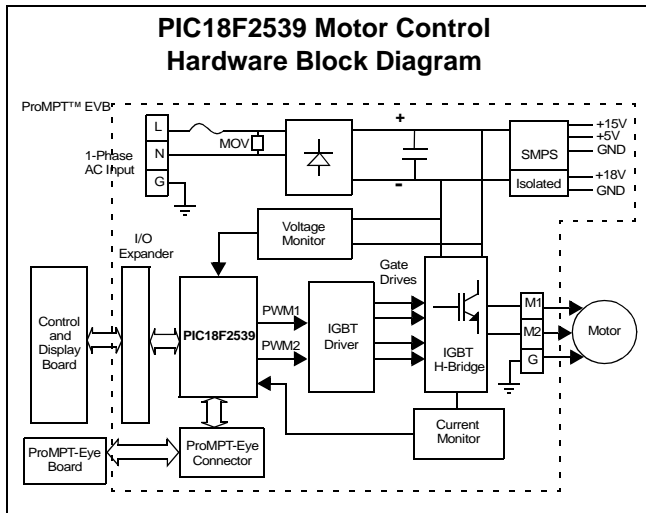 PIC18F2539 Motor Control
Hardware Block Diagram
ProMPT™ EVB
L
N
G
1-Phase
AC Input
MOV
+
-
SMPS
Isolated
+15V
+5V
GND
+18V
GND
Voltage
Monitor
I/O
Expander
Control
and
Display
Board
PIC18F2539
PWM1
PWM2
IGBT
Driver
Gate
Drives
IGBT
H-Bridge
M1
M2
G
Motor
Current
Monitor
ProMPT-Eye
Board
ProMPT-Eye
Connector